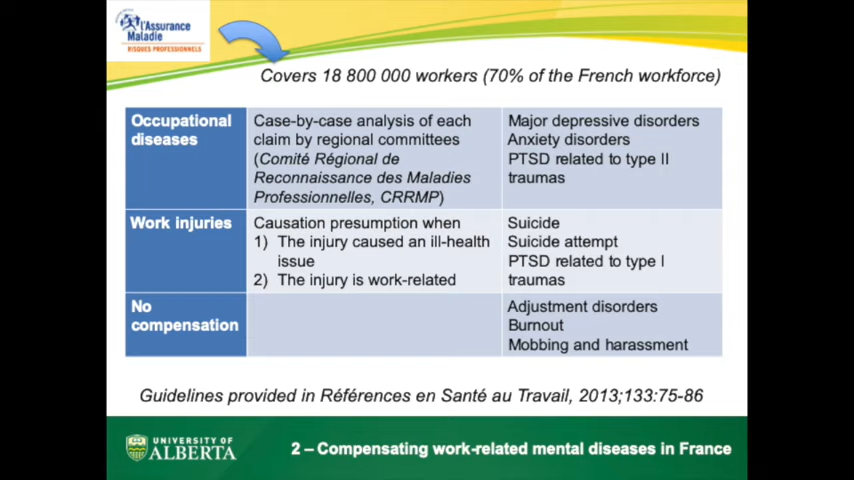 l'Assurance
Maladie
RISQUES PROFESSIONNELS
Covers 18 800 000 workers (70% of the French workforce)
Occupational
diseases
Case-by-case analysis of each
claim by regional committees
(Comité Régional de
Reconnaissance des Maladies
Professionnelles, CRRMP)
Major depressive disorders
Anxiety disorders
PTSD related to type II
traumas
Work injuries
Causation presumption when
1) The injury caused an ill-health
issue
2) The injury is work-related
Suicide
Suicide attempt
PTSD related to type I
traumas
No
compensation
Adjustment disorders
Burnout
Mobbing and harassment
Guidelines provided in Références en Santé au Travail, 2013;133:75-86
UNIVERSITY OF
ALBERTA
2 – Compensating work-related mental diseases in France